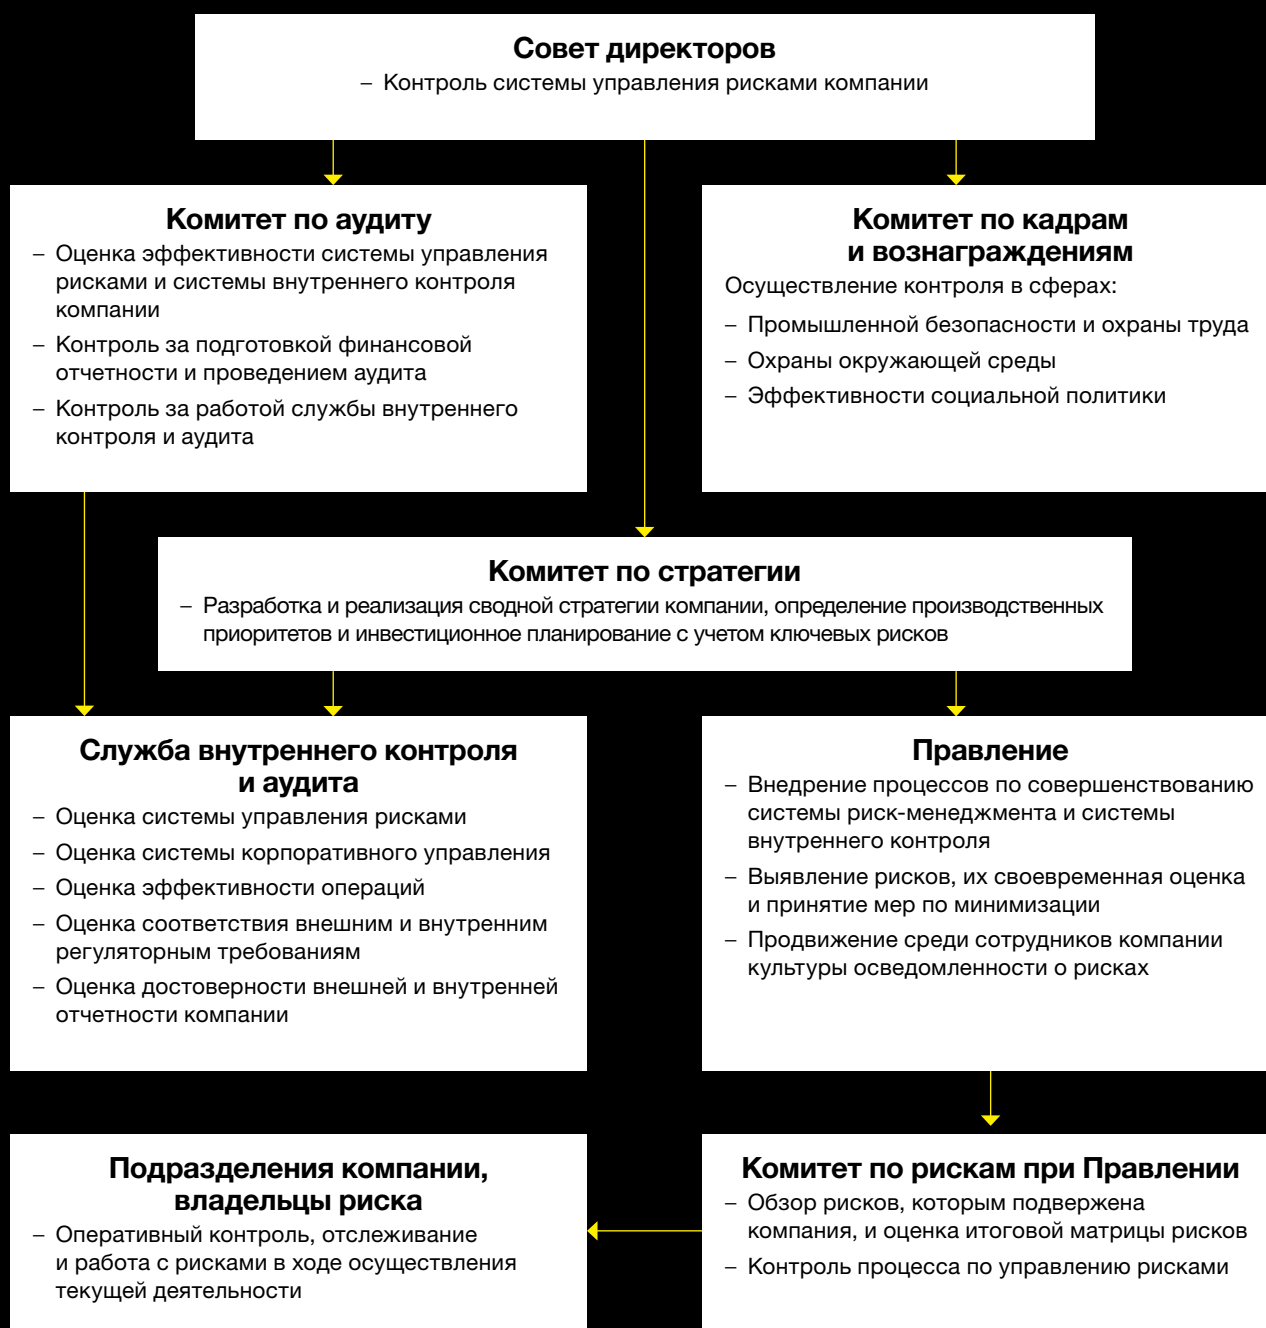 Совет директоров
– Контроль системы управления рисками компании
Комитет по аудиту
– Оценка эффективности системы управления
рисками и системы внутреннего контроля
компании
– Контроль за подготовкой финансовой
отчетности и проведением аудита
– Контроль за работой службы внутреннего
контроля и аудита
Комитет по кадрам
и вознаграждениям
Осуществление контроля в сферах:
– Промышленной безопасности и охраны труда
– Охраны окружающей среды
– Эффективности социальной политики
Комитет по стратегии
– Разработка и реализация сводной стратегии компании, определение производственных
приоритетов и инвестиционное планирование с учетом ключевых рисков
Служба внутреннего контроля
и аудита
– Оценка системы управления рисками
– Оценка системы корпоративного управления
– Оценка эффективности операций
– Оценка соответствия внешним и внутренним
регуляторным требованиям
– Оценка достоверности внешней и внутренней
отчетности компании
Правление
– Внедрение процессов по совершенствованию
системы риск-менеджмента и системы
внутреннего контроля
– Выявление рисков, их своевременная оценка
и принятие мер по минимизации
– Продвижение среди сотрудников компании
культуры осведомленности о рисках
Подразделения компании,
владельцы риска
– Оперативный контроль, отслеживание
и работа с рисками в ходе осуществления
текущей деятельности
Комитет по рискам при Правлении
– Обзор рисков, которым подвержена
компания, и оценка итоговой матрицы рисков
– Контроль процесса по управлению рисками